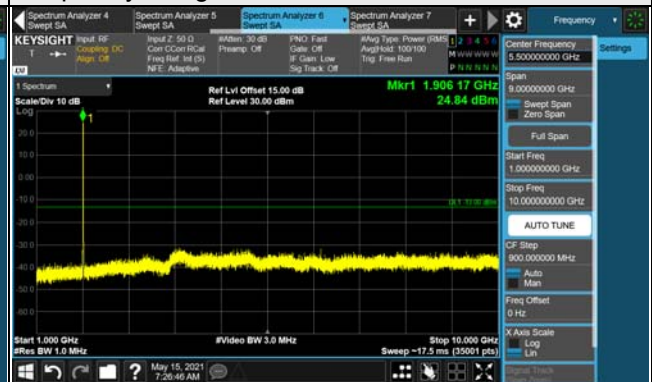 Spectrum Analyzer 4
Swept SA
Spectrum Analyzer 5
Swept SA
Spectrum Analyzer 6
Swept SA
Spectrum Analyzer 7
Swept SA
+
Frequency
KEYSIGHT
Input: RF
Coupling: DC
Align: Off
Input Z: 50 Ω
Corr CCorr RCal
Freq Ref: Int (S)
NFE: Adaptive
#Atten: 30 dB
Preamp: Off
PNO: Fast
Gate: Off
IF Gain: Low
Sig Track: Off
#Avg Type: Power (RMS
Avg|Hold: 100/100
Trig: Free Run
1 2 3 4 5 6
M W W W W W
P N N N N N
1 Spectrum
Scale/Div 10 dB
Ref Lvl Offset 15.00 dB
Ref Level 30.00 dBm
Mkr1 1.906 17 GHz
24.84 dBm
Log
1
20.0
10.0
0.00
-10.0
-20.0
-30.0
-40.0
-50.0
-60.0
Start 1.000 GHz
#Res BW 1.0 MHz
#Video BW 3.0 MHz
Stop 10.000 GHz
Sweep ~17.5 ms (35001 pts)
May 15, 2021
7:26:46 AM
Center Frequency
5.500000000 GHz
Settings
Span
9.00000000 GHz
Swept Span
Zero Span
Full Span
Start Freq
1.000000000 GHz
Stop Freq
10.000000000 GHz
AUTO TUNE
CF Step
900.000000 MHz
Auto
Man
Freq Offset
0 Hz
X Axis Scale
Log
Lin
Signal Track